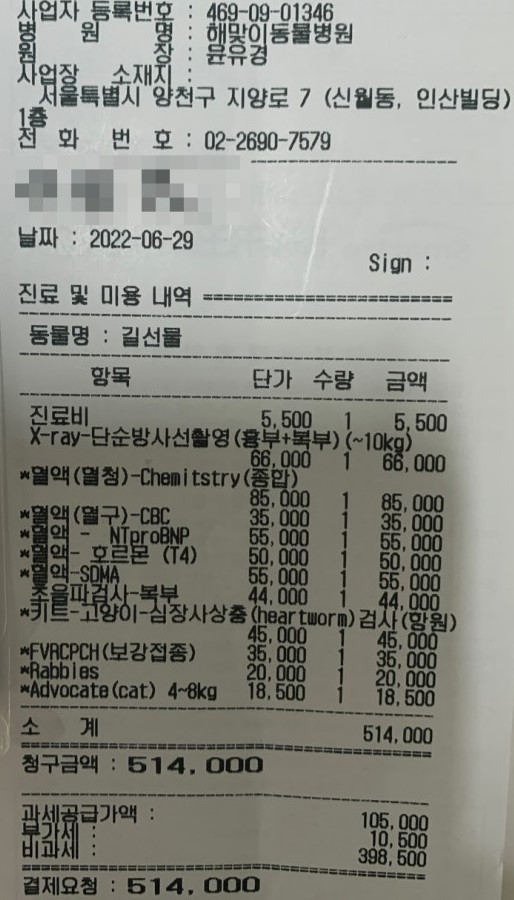 사업자 등록번호 : 469-09-01346
병 원 명 : 해맞이동물병원
원 장 : 윤유경
사업장 소재지 :
서울특별시 양천구 지양로 7 (신월동, 인산빌딩)
1층
전 화 번 호 : 02-2690-7579
날짜 : 2022-06-29
Sign :
진료 및 미용 내역 =========================
동물명 : 길선물
항목 단가 수량 금액
진료비 5,500 1 5,500
X-ray-단순방사선촬영(흉부+복부)(~10kg)
66,000 1 66,000
*혈액(혈청)-Chemitstry(종합)
85,000 1 85,000
*혈액(혈구)-CBC 35,000 1 35,000
*혈액 - NTproBNP 55,000 1 55,000
*혈액- 호르몬 (T4) 50,000 1 50,000
*혈액-SDMA 55,000 1 55,000
초음파검사-복부 44,000 1 44,000
*키트-고양이-심장사상충(heartworm)검사(항원)
45,000 1 45,000
*FVRCPCH(보강접종) 35,000 1 35,000
*Rabbies 20,000 1 20,000
*Advocate(cat) 4~8kg 18,500 1 18,500
소 계 514,000
청구금액 : 514,000
과세공급가액 : 105,000
부가세 : 10,500
비과세 : 398,500
결제요청 : 514,000